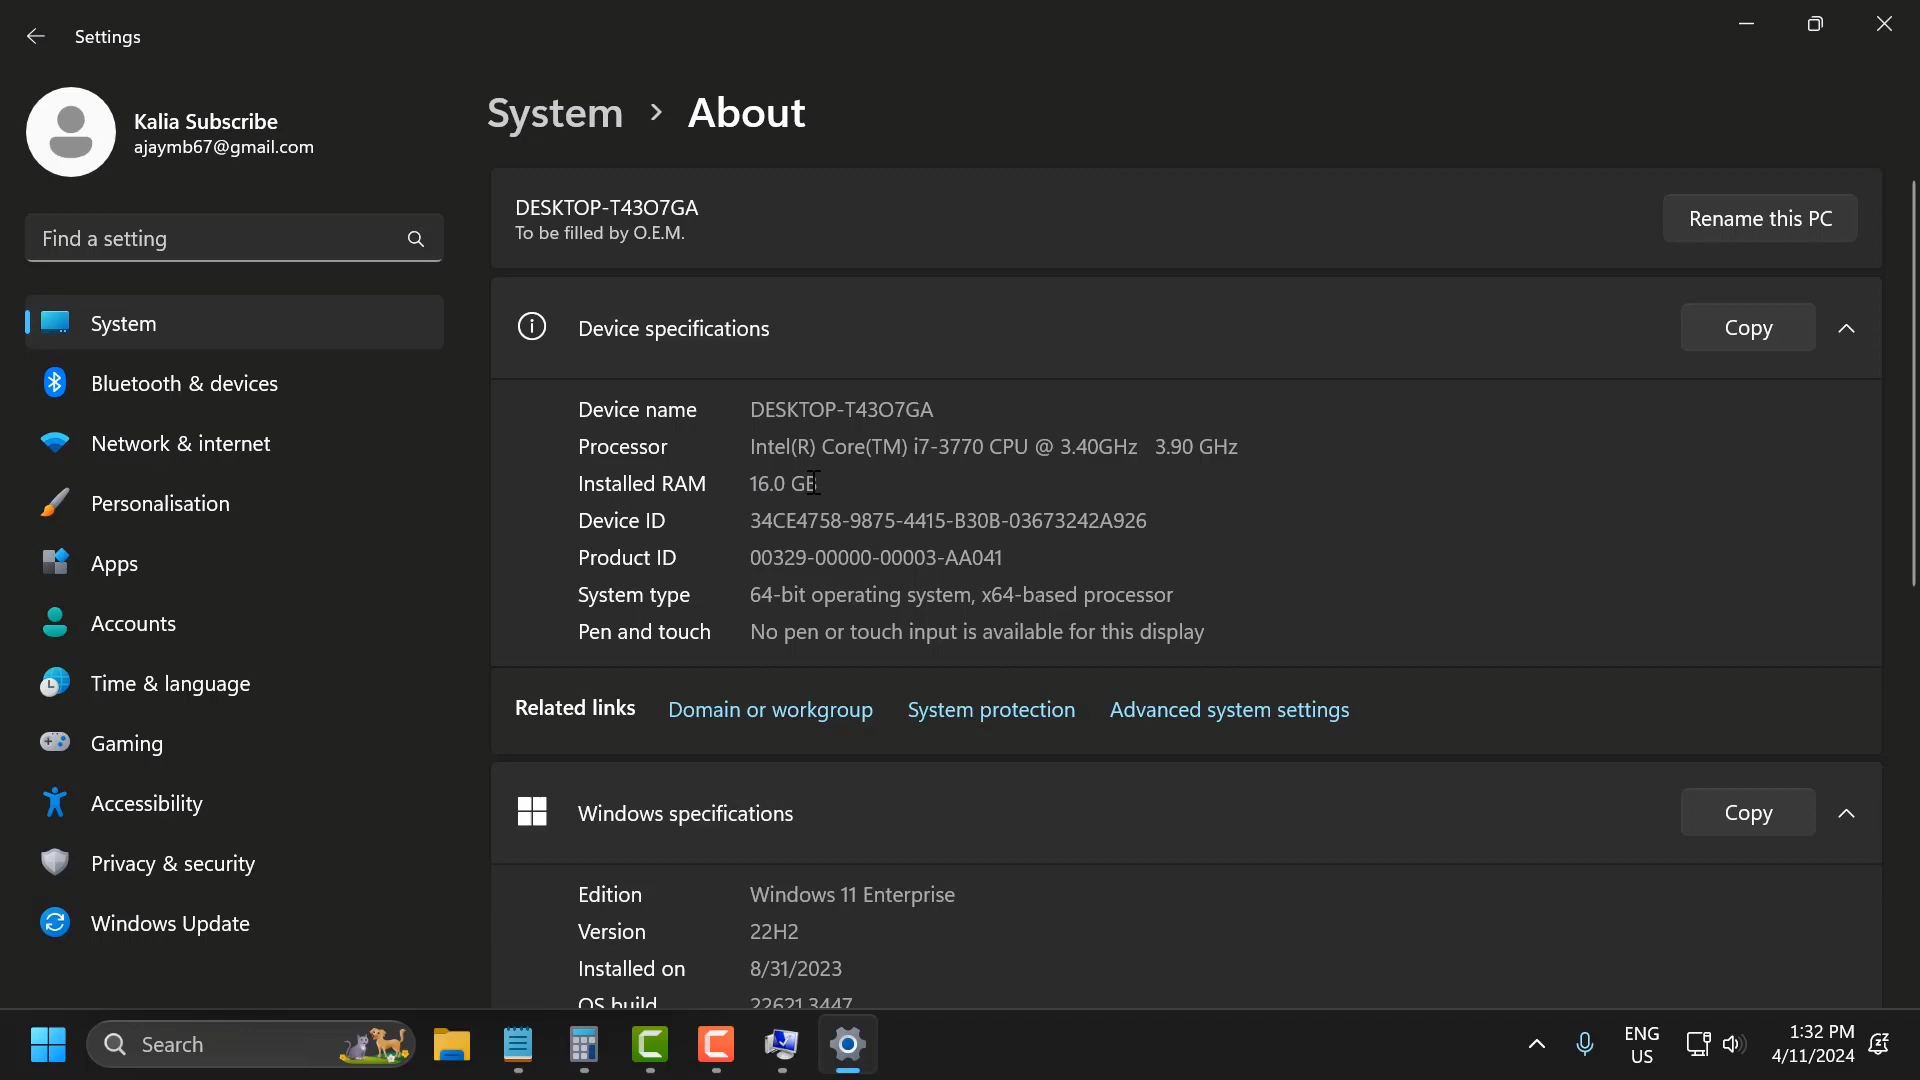 Settings
Kalia Subscribe
ajaymb67@gmail.com
Find a setting
System
Bluetooth & devices
Network & internet
Personalisation
Apps
Accounts
Time & language
Gaming
Accessibility
Privacy & security
Windows Update
System > About
DESKTOP-T43O7GA
To be filled by O.E.M.
Rename this PC
Device specifications
Copy
Device name DESKTOP-T43O7GA
Processor Intel(R) Core(TM) i7-3770 CPU @ 3.40GHz 3.90 GHz
Installed RAM 16.0 GB
Device ID 34CE4758-9875-4415-B30B-03673242A926
Product ID 00329-00000-00003-AA041
System type 64-bit operating system, x64-based processor
Pen and touch No pen or touch input is available for this display
Related links Domain or workgroup System protection Advanced system settings
Windows specifications
Copy
Edition Windows 11 Enterprise
Version 22H2
Installed on 8/31/2023
OS build 22621.3447
Search
ENG
US
1:32 PM
4/11/2024